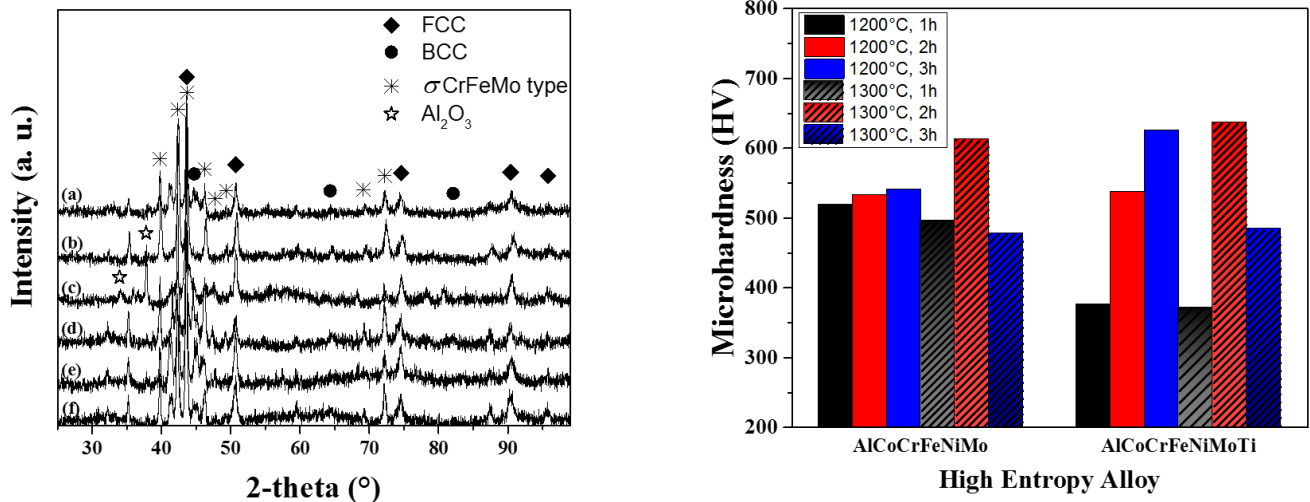 FCC
BCC
σCrFeMo type
Al₂O₃
(a)
(b)
(c)
(d)
(e)
(f)
Intensity (a. u.)
30 40 50 60 70 80 90
2-theta (°)
800
700
600
500
400
300
200
Microhardness (HV)
1200°C, 1h
1200°C, 2h
1200°C, 3h
1300°C, 1h
1300°C, 2h
1300°C, 3h
AlCoCrFeNiMo AlCoCrFeNiMoTi
High Entropy Alloy